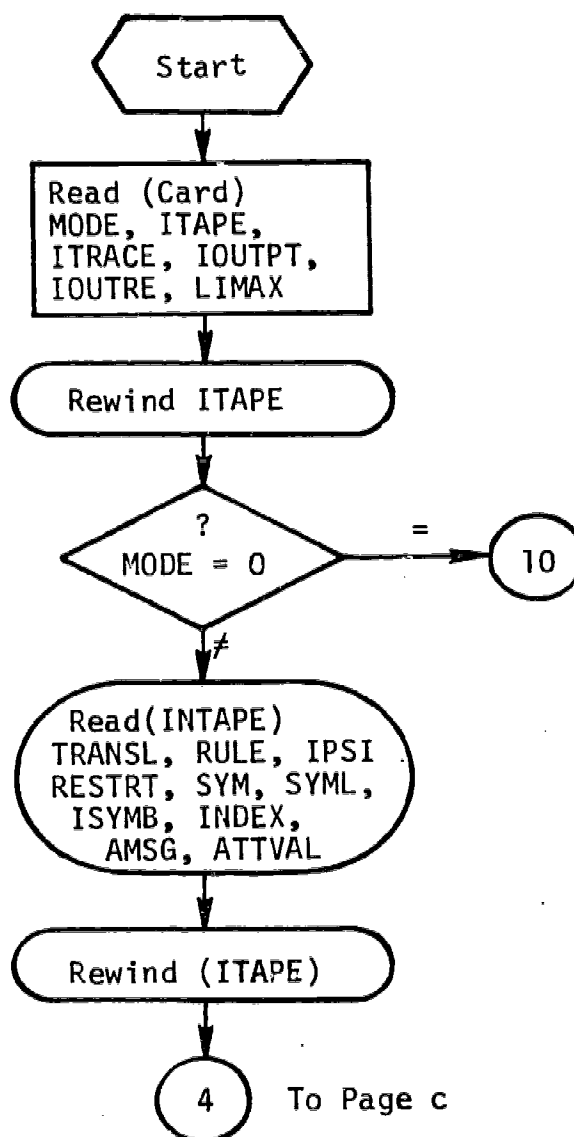 Start
Read (Card)
MODE, ITAPE,
ITRACE, IOUTPT,
IOUTRE, LIMAX
Rewind ITAPE
?
MODE = 0
=
10
≠
Read(INTAPE)
TRANSL, RULE, IPSI
RESTRT, SYM, SYML,
ISYMB, INDEX,
AMSG, ATTVAL
Rewind (ITAPE)
4 To Page c